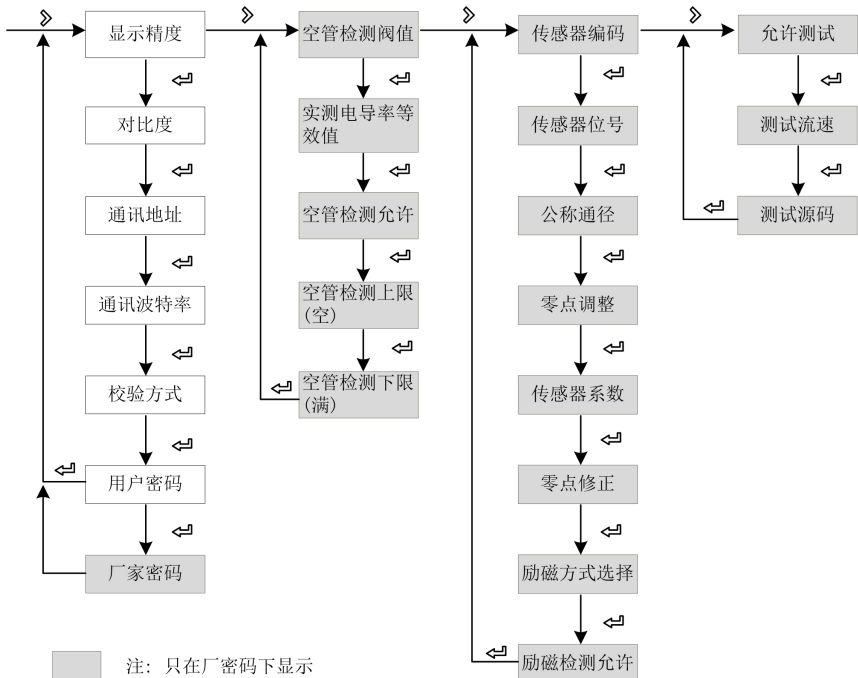 显示精度
对比度
通讯地址
通讯波特率
校验方式
用户密码
厂家密码
空管检测阀值
实测电导率等
效值
空管检测允许
空管检测上限
(空)
空管检测下限
(满)
传感器编码
传感器位号
公称通径
零点调整
传感器系数
零点修正
励磁方式选择
励磁检测允许
允许测试
测试流速
测试源码
注: 只在厂密码下显示